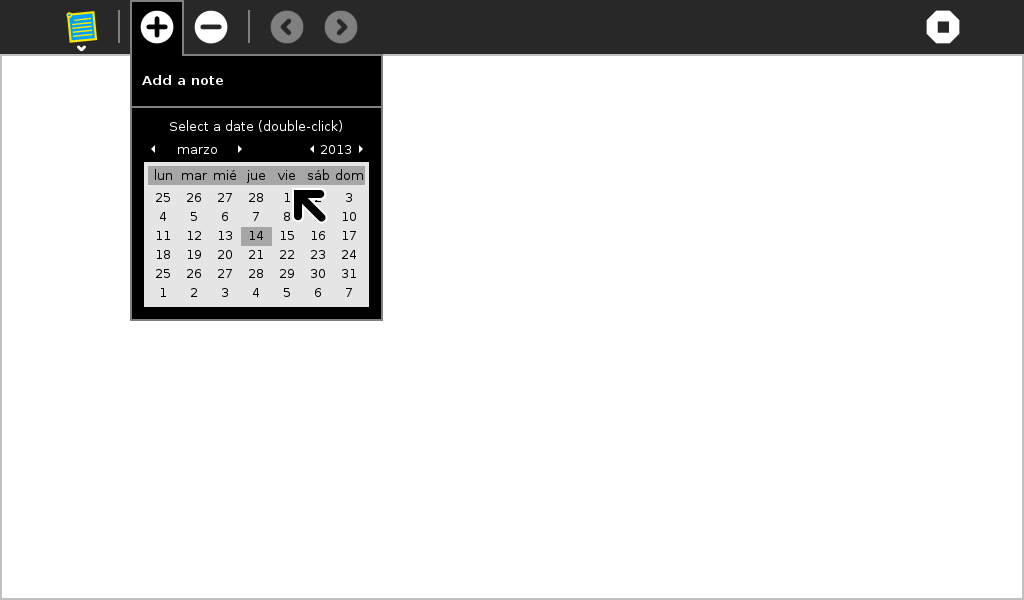 Add a note
Select a date (double-click)
marzo 2013
lun mar mié jue vie sáb dom
25 26 27 28 1 2 3
4 5 6 7 8 10
11 12 13 14 15 16 17
18 19 20 21 22 23 24
25 26 27 28 29 30 31
1 2 3 4 5 6 7